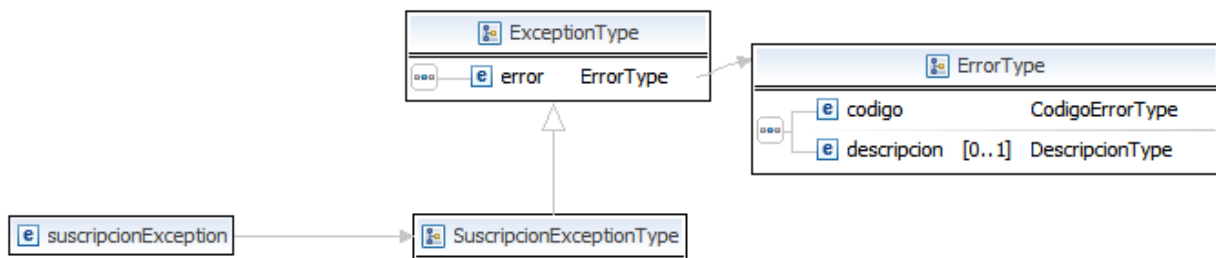 ExceptionType
error ErrorType
ErrorType
codigo CodigoErrorType
descripcion [0..1] DescripcionType
suscripcionException
SuscripcionExceptionType